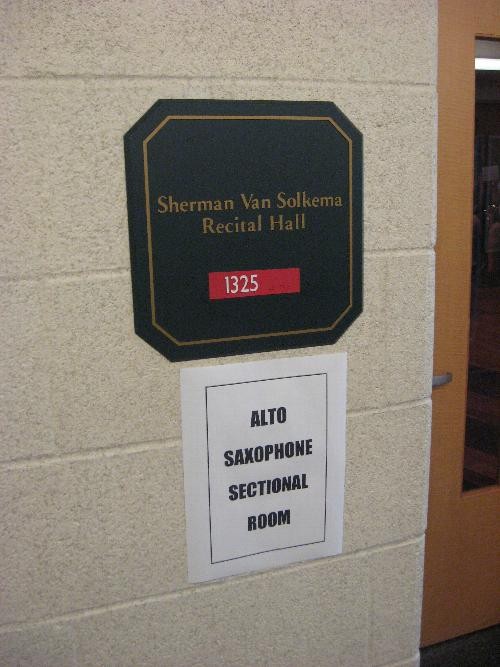 Sherman Van Solkema
Recital Hall
1325
ALTO
SAXOPHONE
SECTIONAL
ROOM